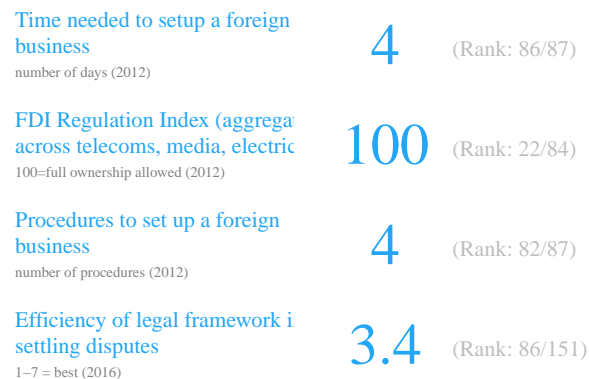 Time needed to setup a foreign
business
4
(Rank: 86/87)
number of days (2012)
FDI Regulation Index
across telecoms, media,
100
(Rank: 22/84)
100=full ownership allowed (2012)
Procedures to set up a foreign
business
4
(Rank: 82/87)
number of procedures (2012)
Efficiency of legal framework
settling disputes
3.4
(Rank: 86/151)
1–7 = best (2016)